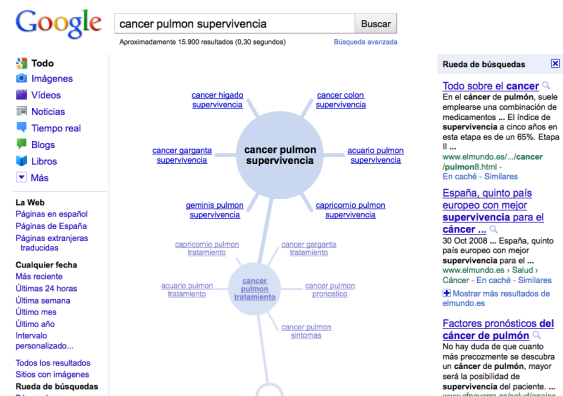 Google
cancer pulmon supervivencia
Buscar
Aproximadamente 15.900 resultados (0,30 segundos)
Búsqueda avanzada
Todo
Imágenes
Vídeos
Noticias
Tiempo real
Blogs
Libros
Más
La Web
Páginas en español
Páginas de España
Páginas extranjeras
traducidas
Cualquier fecha
Más reciente
Últimas 24 horas
Última semana
Último mes
Último año
Intervalo
personalizado...
Todos los resultados
Sitios con imágenes
Rueda de búsquedas
cancer higado
supervivencia
cancer colon
supervivencia
cancer garganta
supervivencia
cancer pulmon
supervivencia
acuario pulmon
supervivencia
geminis pulmon
supervivencia
capricornio pulmon
supervivencia
capricornio pulmon
tratamiento
cancer garganta
tratamiento
acuario pulmon
tratamiento
cancer
pulmon
tratamiento
cancer pulmon
pronostico
cancer pulmon
sintomas
Rueda de búsquedas
Todo sobre el cancer
En el cáncer de pulmón, suele
emplearse una combinación de
medicamentos ... El índice de
supervivencia a cinco años en
esta etapa es de un 65%. Etapa
II ...
www.elmundo.es/.../cancer
/pulmon8.html -
En caché - Similares
España, quinto país
europeo con mejor
supervivencia para el
cáncer ...
30 Oct 2008 ... España, quinto
país europeo con mejor
supervivencia para el ...
www.elmundo.es › Salud ›
Cáncer - En caché - Similares
Mostrar más resultados de
elmundo.es
Factores pronósticos del
cáncer de pulmón
No hay duda de que cuanto
más precozmente se descubra
un cáncer de pulmón, mayor
será la posibilidad de
supervivencia del paciente. ...